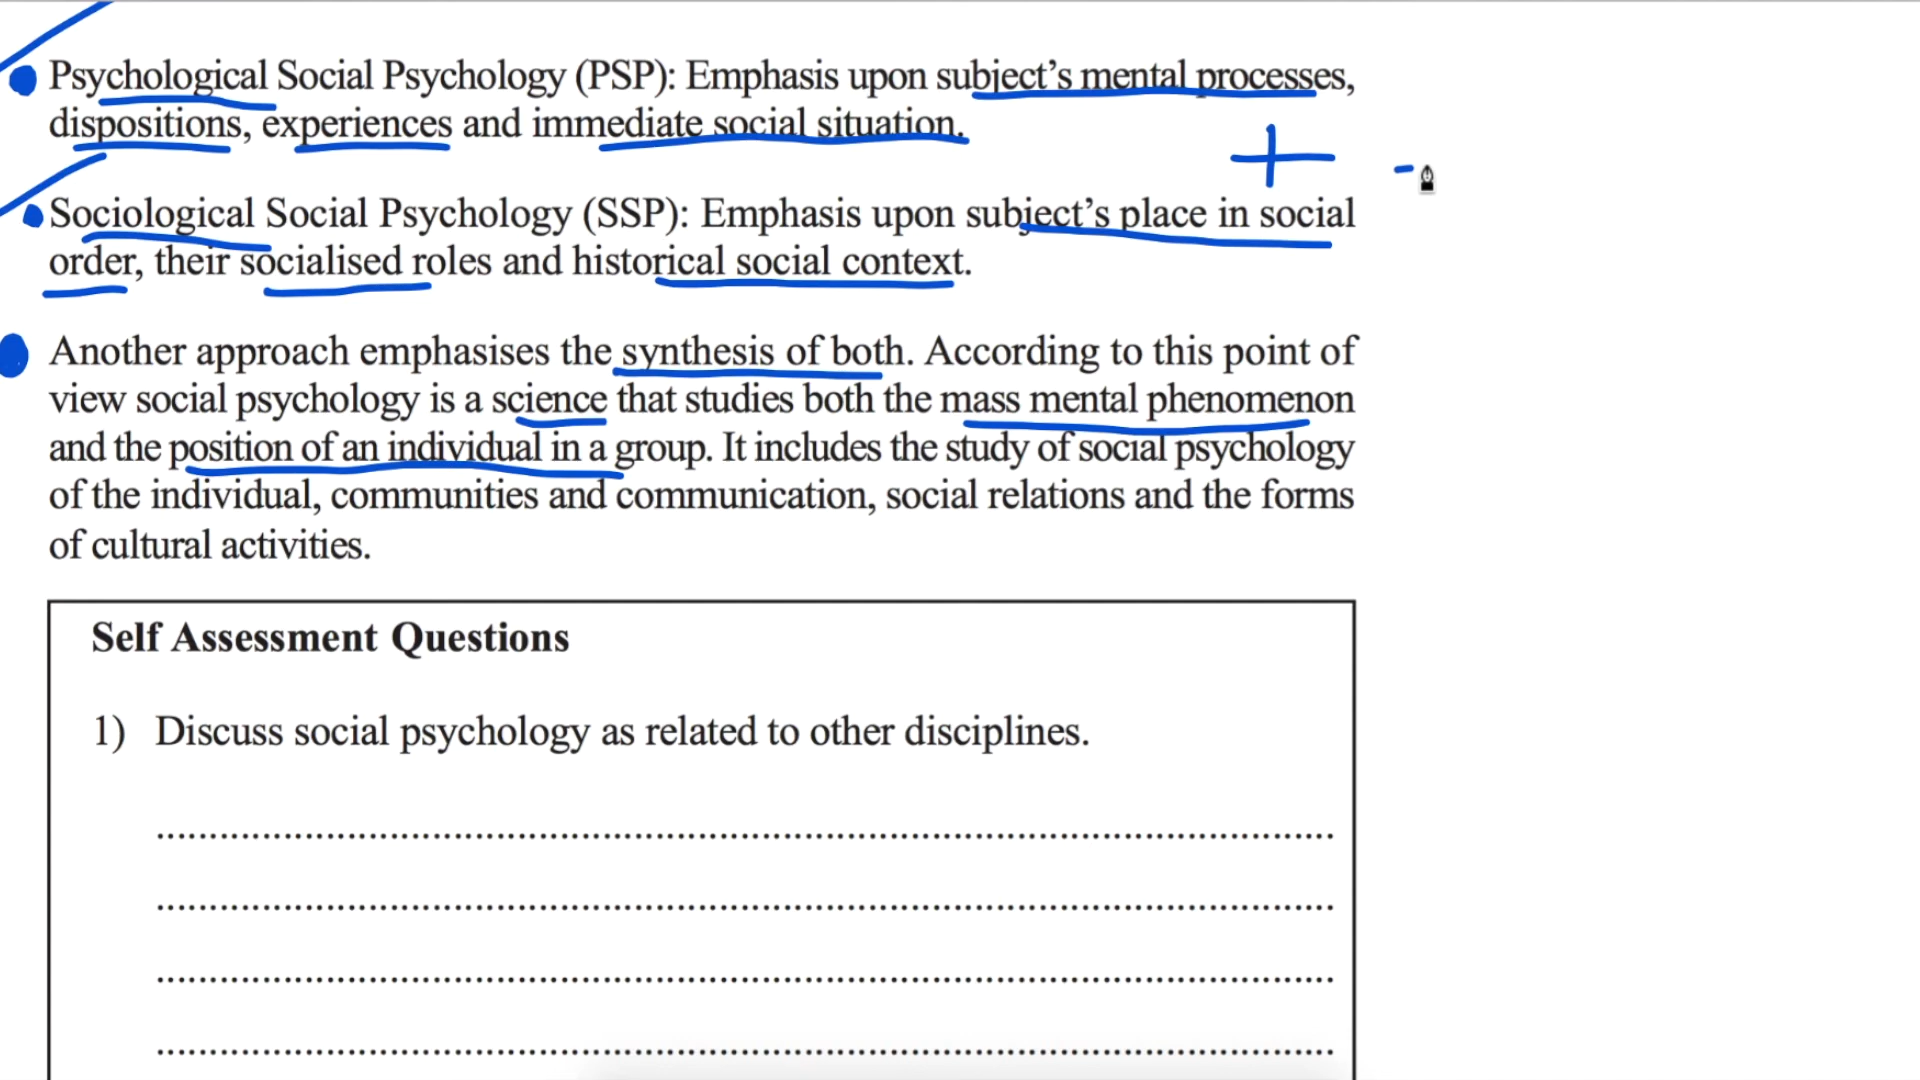 Psychological Social Psychology (PSP): Emphasis upon subject’s mental processes,
dispositions, experiences and immediate social situation.
Sociological Social Psychology (SSP): Emphasis upon subject’s place in social
order, their socialised roles and historical social context.
Another approach emphasises the synthesis of both. According to this point of
view social psychology is a science that studies both the mass mental phenomenon
and the position of an individual in a group. It includes the study of social psychology
of the individual, communities and communication, social relations and the forms
of cultural activities.
Self Assessment Questions
1) Discuss social psychology as related to other disciplines.